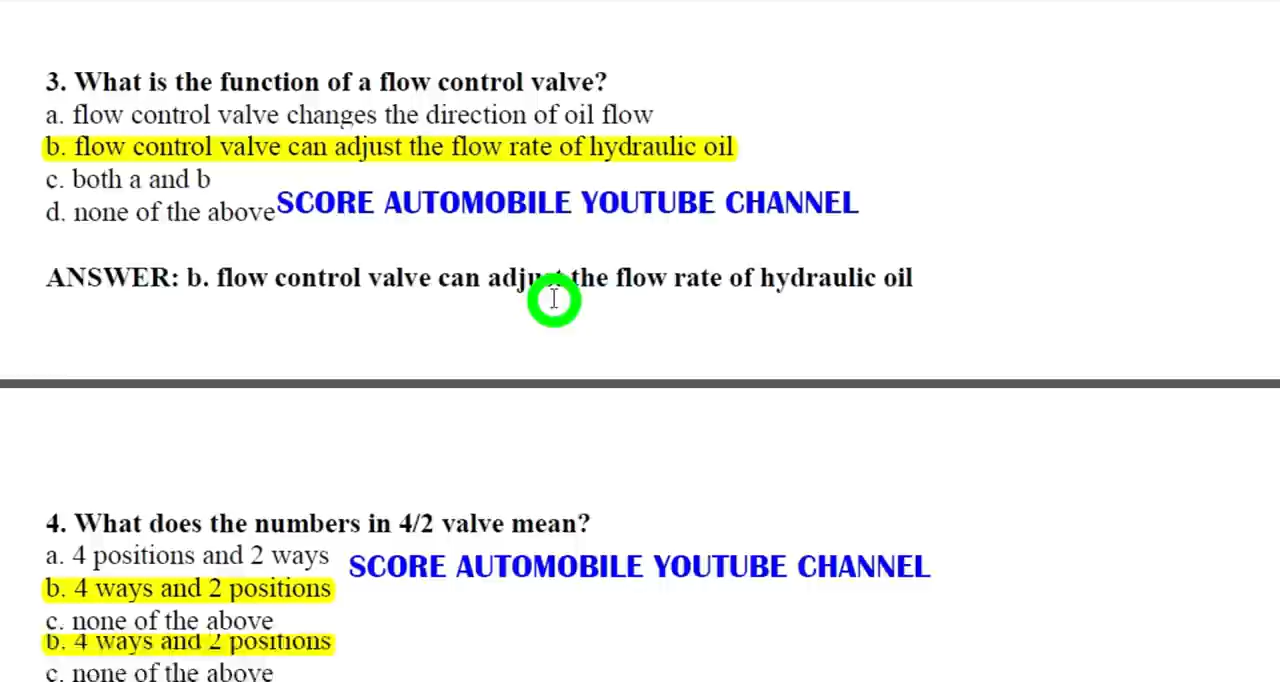 3. What is the function of a flow control valve?
a. flow control valve changes the direction of oil flow
b. flow control valve can adjust the flow rate of hydraulic oil
c. both a and b
d. none of the above
SCORE AUTOMOBILE YOUTUBE CHANNEL
ANSWER: b. flow control valve can adjust the flow rate of hydraulic oil
4. What does the numbers in 4/2 valve mean?
a. 4 positions and 2 ways
SCORE AUTOMOBILE YOUTUBE CHANNEL
b. 4 ways and 2 positions
c. none of the above
b. 4 ways and 2 positions
c. none of the above